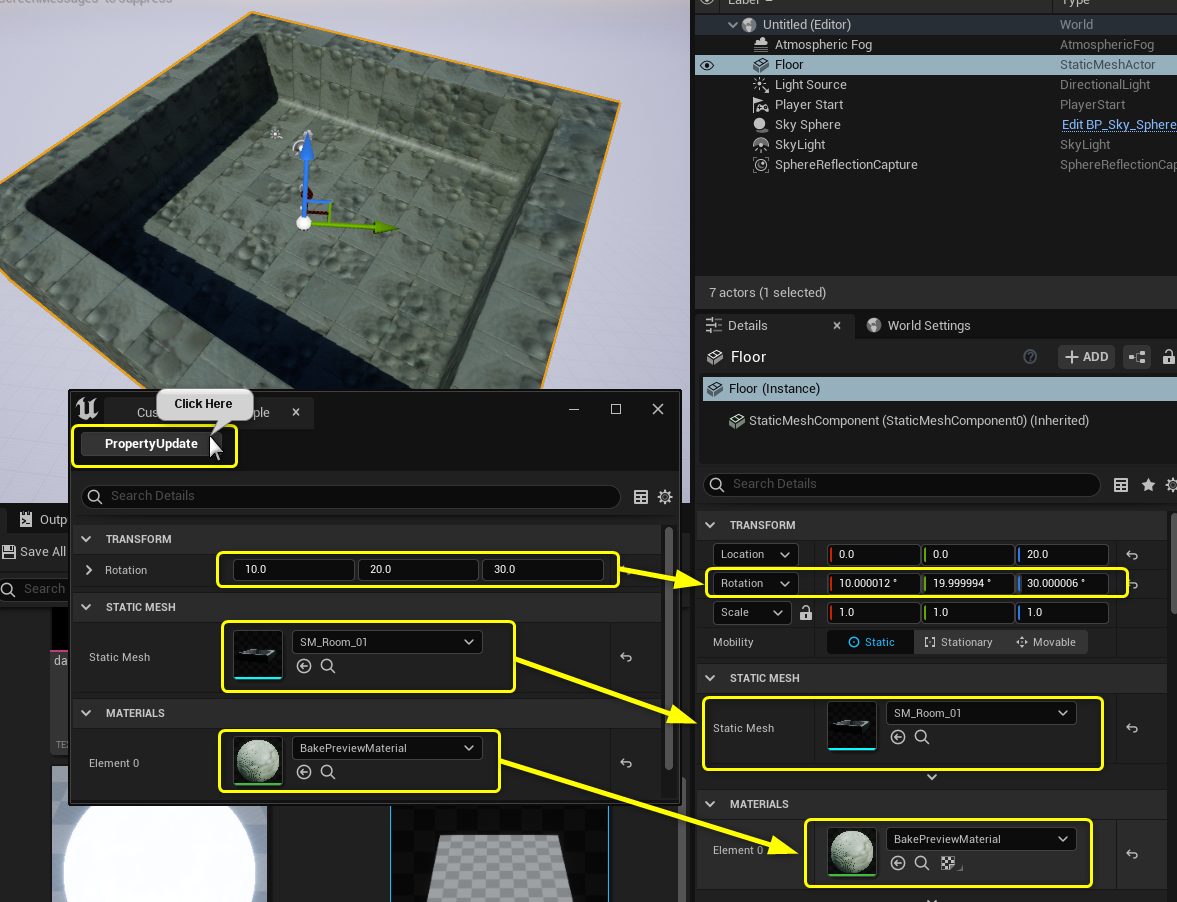 ScreenMessages' to suppress
Label
Type
Untitled (Editor)
World
Atmospheric Fog
AtmosphericFog
Floor
StaticMeshActor
Light Source
DirectionalLight
Player Start
PlayerStart
Sky Sphere
Edit BP_Sky_Sphere
SkyLight
SkyLight
SphereReflectionCapture
SphereReflectionCap
7 actors (1 selected)
Details
World Settings
Floor
ADD
Floor (Instance)
StaticMeshComponent (StaticMeshComponent0) (Inherited)
Search Details
TRANSFORM
Location
0.0
0.0
20.0
Rotation
10.000012 °
19.999994 °
30.000006 °
Scale
1.0
1.0
1.0
Mobility
Static
Stationary
Movable
STATIC MESH
Static Mesh
SM_Room_01
MATERIALS
Element 0
BakePreviewMaterial
Click Here
Cus
ple
PropertyUpdate
Search Details
TRANSFORM
Rotation
10.0
20.0
30.0
STATIC MESH
Static Mesh
SM_Room_01
MATERIALS
Element 0
BakePreviewMaterial
Outp
Save All
Search
da
TE